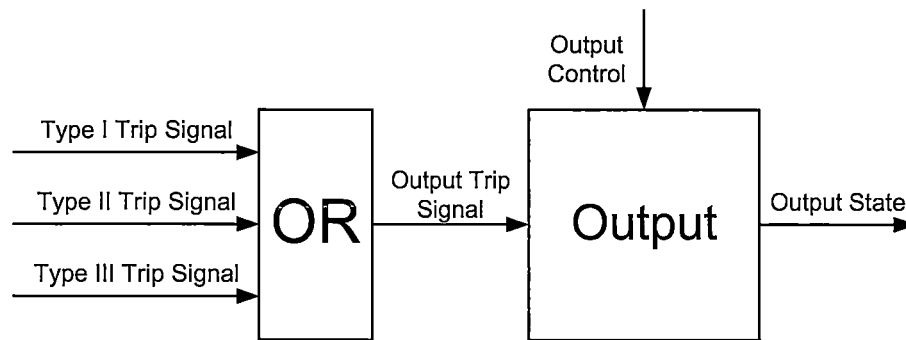 Output
Control
Type I Trip Signal
Type II Trip Signal
Type III Trip Signal
OR
Output Trip
Signal
Output
Output State